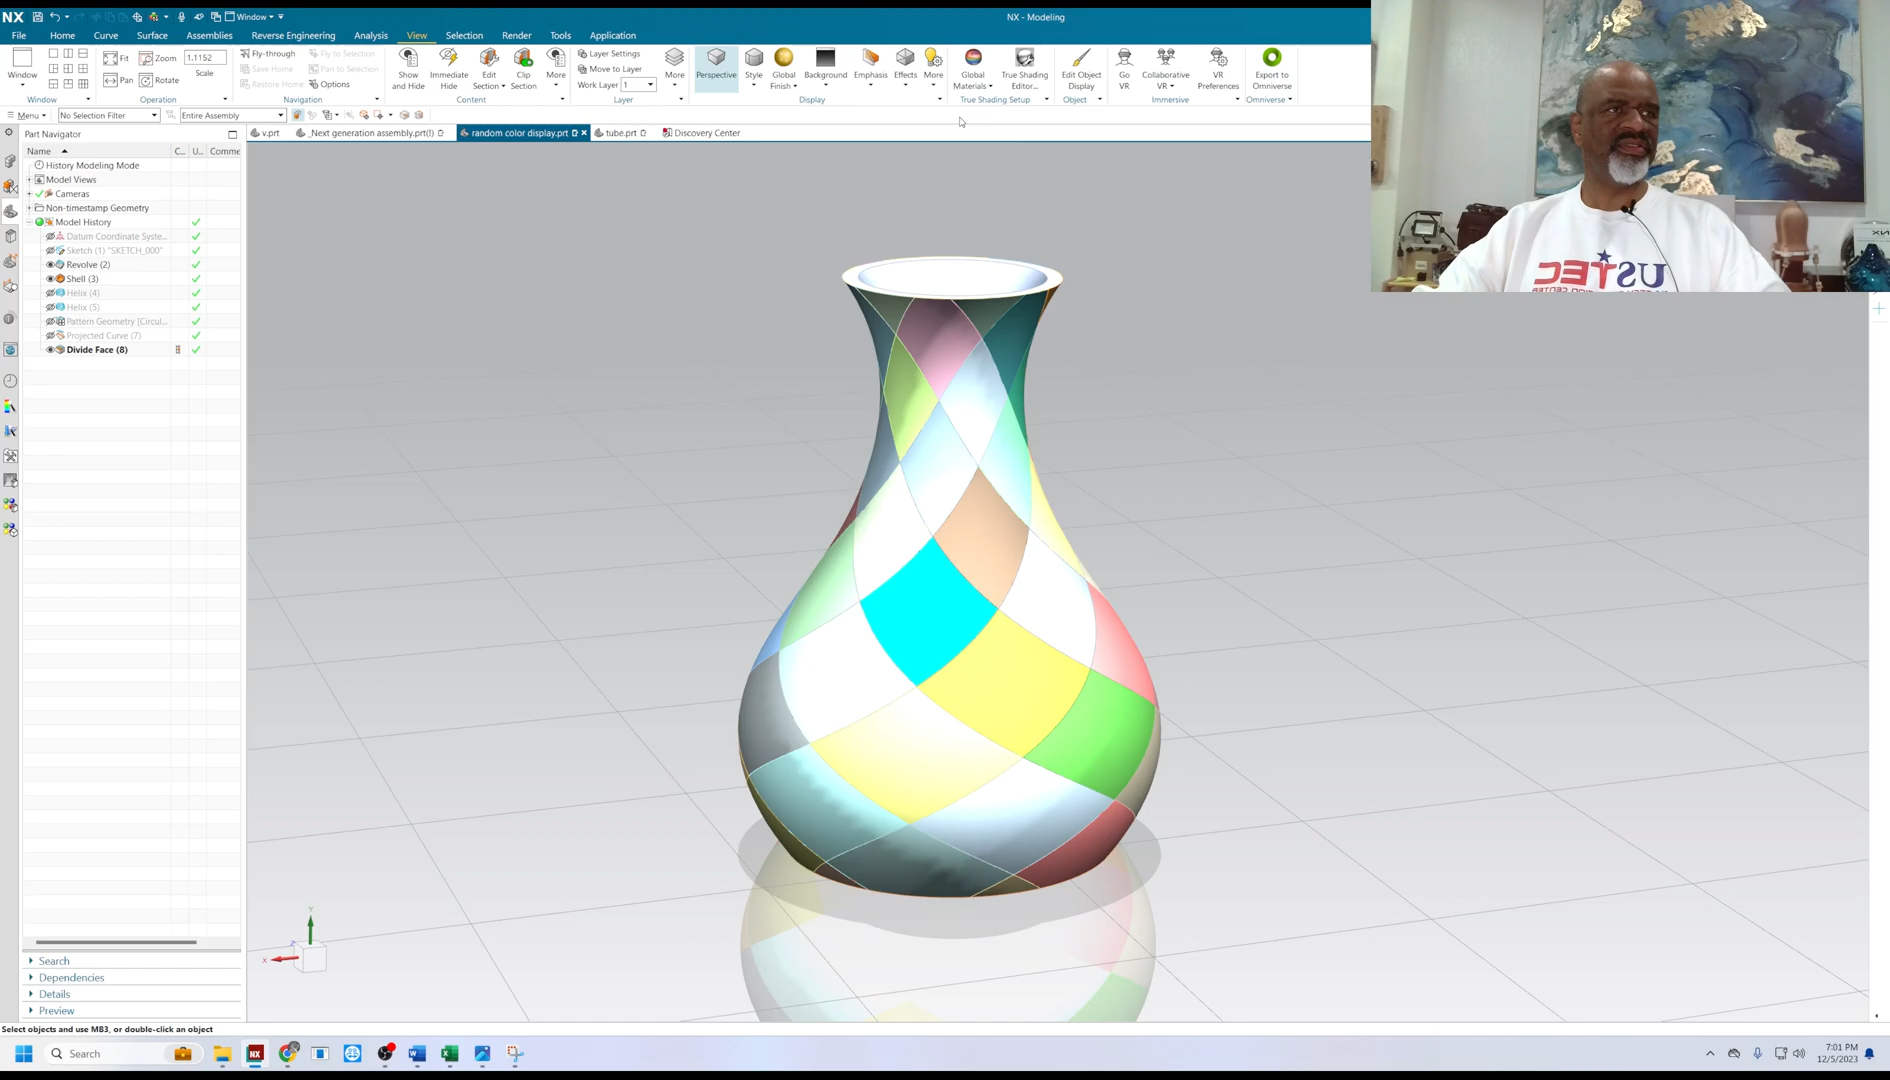 NX Window NX - Modeling
File Home Curve Surface Assemblies Reverse Engineering Analysis View Selection Render Tools Application
Window
Window
Fit Zoom 1.1152
Pan Rotate Scale
Operation
Fly-through Fly to Selection
Save Home Pan to Selection
Restore Home Options
Navigation
Show and Hide
Immediate Hide
Edit Section
Clip Section
More
Content
Layer Settings
Move to Layer
Work Layer 1
More
Layer
Perspective
Style
Global Finish
Background
Emphasis
Effects
More
Display
Global Materials
True Shading Editor...
True Shading Setup
Edit Object Display
Object
Go VR
Collaborative VR
VR Preferences
Immersive
Export to Omniverse
Omniverse
Menu No Selection Filter Entire Assembly
Part Navigator
v.prt _Next generation assembly.prt(!) random color display.prt tube.prt Discovery Center
Name C... U... Comme
History Modeling Mode
Model Views
Cameras
Non-timestamp Geometry
Model History
Datum Coordinate Syste...
Sketch (1) "SKETCH_000"
Revolve (2)
Shell (3)
Helix (4)
Helix (5)
Pattern Geometry [Circul...
Projected Curve (7)
Divide Face (8)
Search
Dependencies
Details
Preview
Y
Z
X
USTEC
NX
Select objects and use MB3, or double-click an object
Search
7:01 PM
12/5/2023